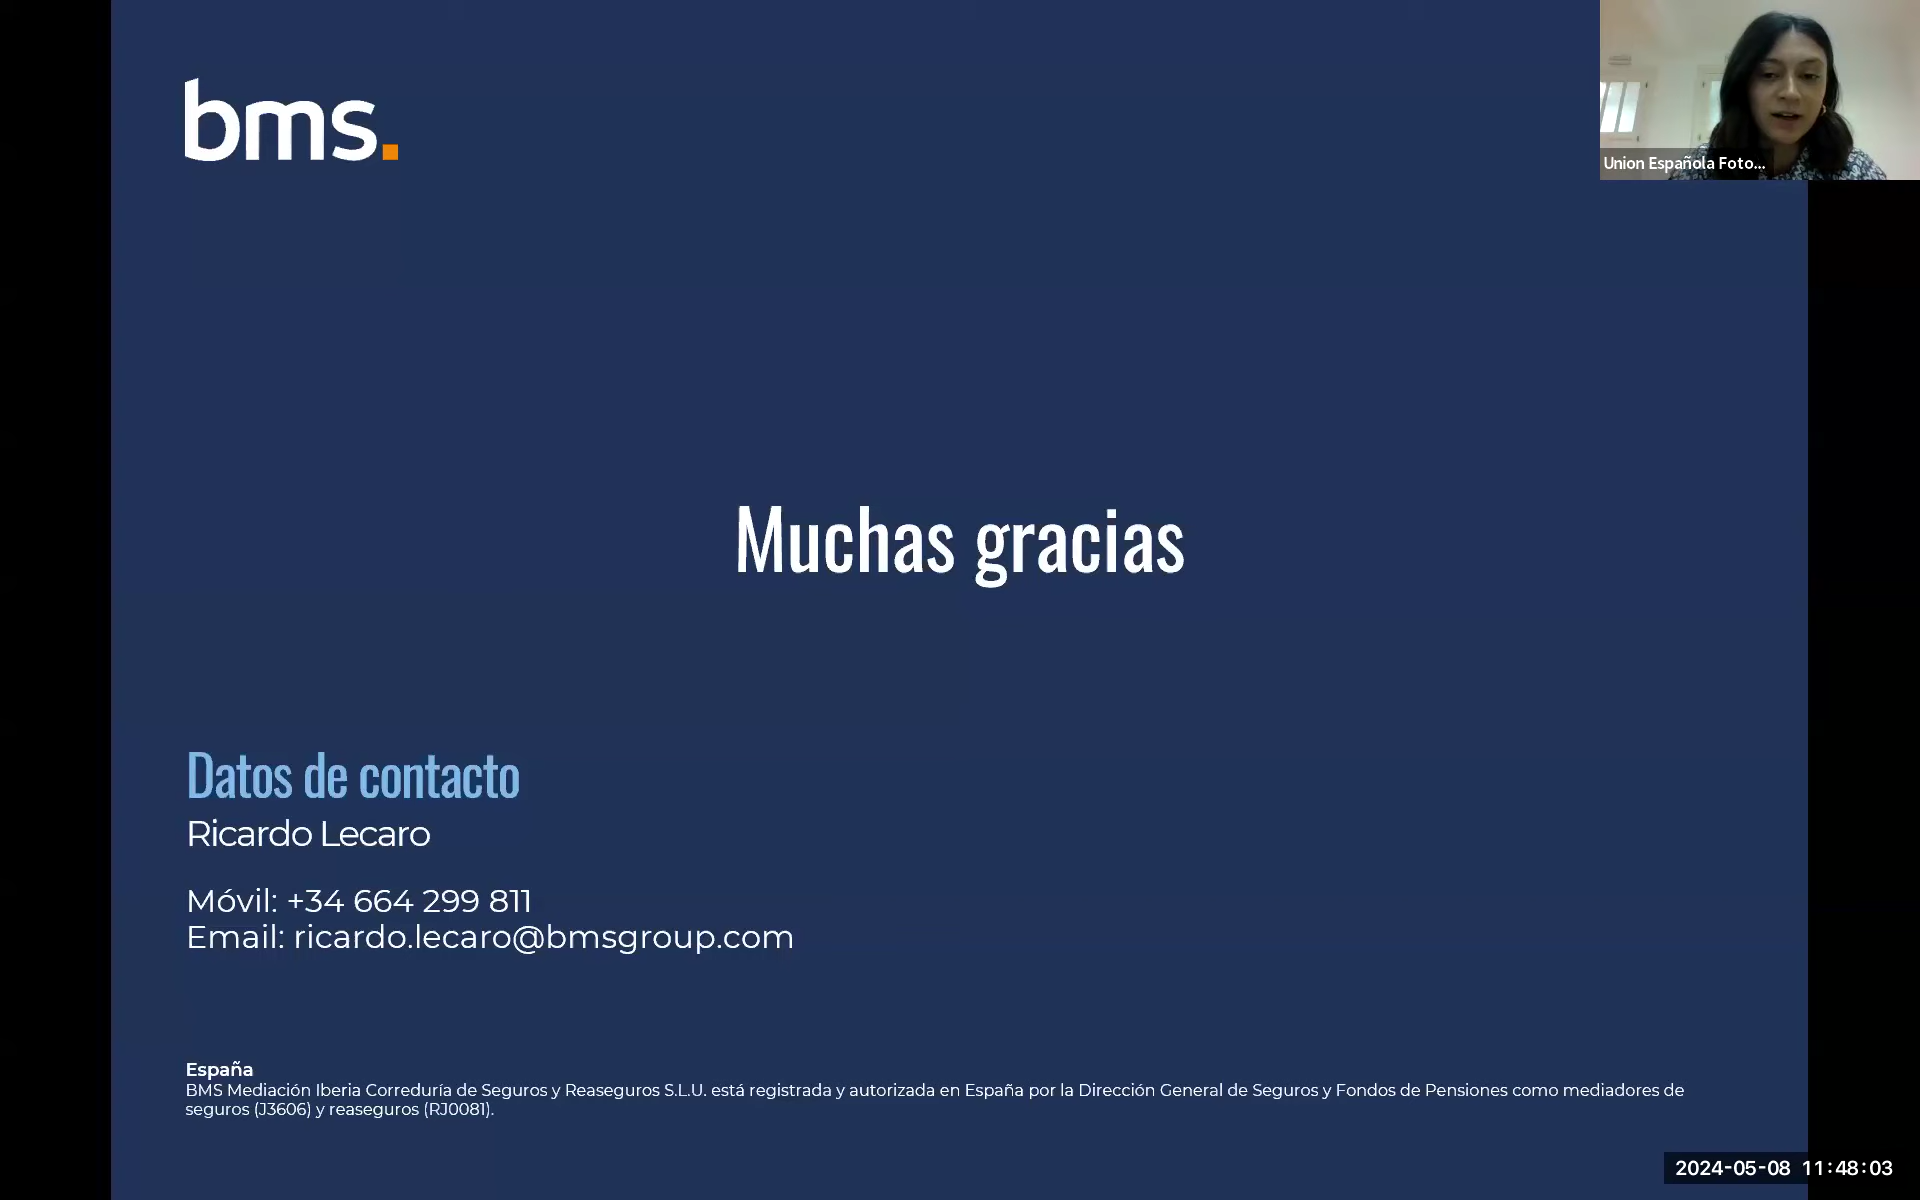 bms.
Union Española Foto...
Muchas gracias
Datos de contacto
Ricardo Lecaro
Móvil: +34 664 299 811
Email: ricardo.lecaro@bmsgroup.com
España
BMS Mediación Iberia Correduría de Seguros y Reaseguros S.L.U. está registrada y autorizada en España por la Dirección General de Seguros y Fondos de Pensiones como mediadores de
seguros (J3606) y reaseguros (RJ0081).
2024-05-08 11:48:03